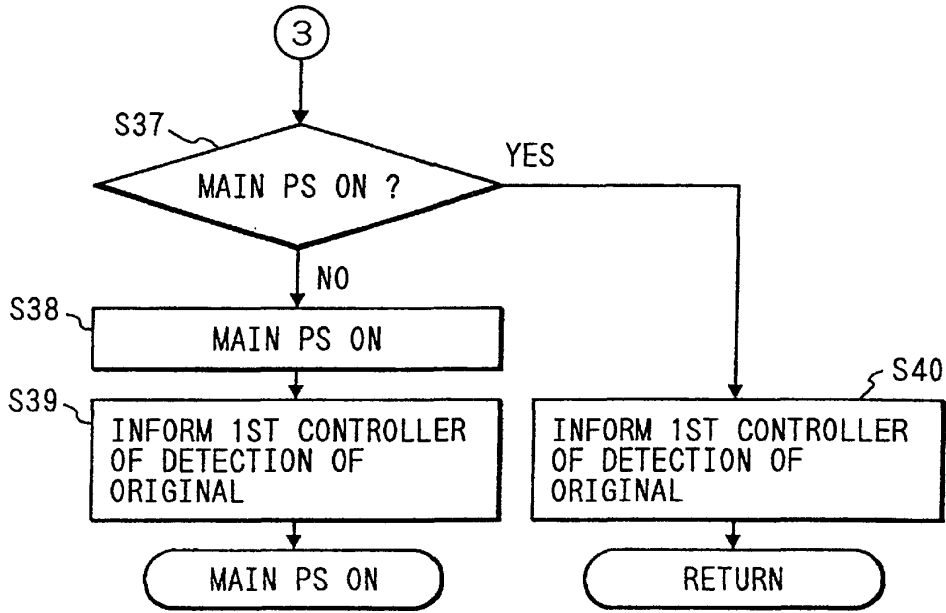 3
S37
MAIN PS ON ?
YES
NO
S38
MAIN PS ON
S39
INFORM 1ST CONTROLLER
OF DETECTION OF
ORIGINAL
MAIN PS ON
S40
INFORM 1ST CONTROLLER
OF DETECTION OF
ORIGINAL
RETURN